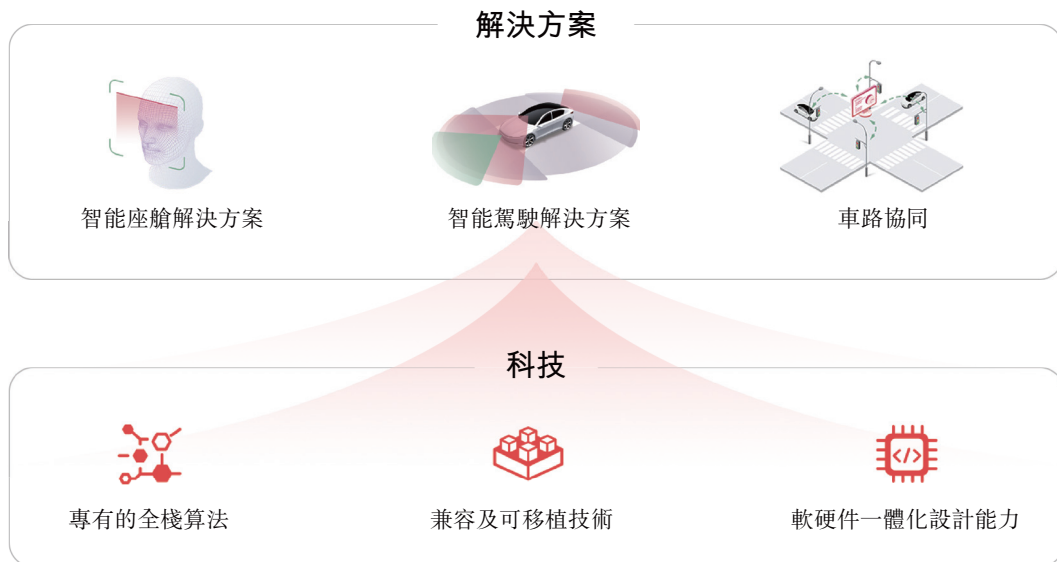 解決方案
智能座艙解決方案
智能駕駛解決方案
車路協同
科技
</>
專有的全棧算法
兼容及可移植技術
軟硬件一體化設計能力